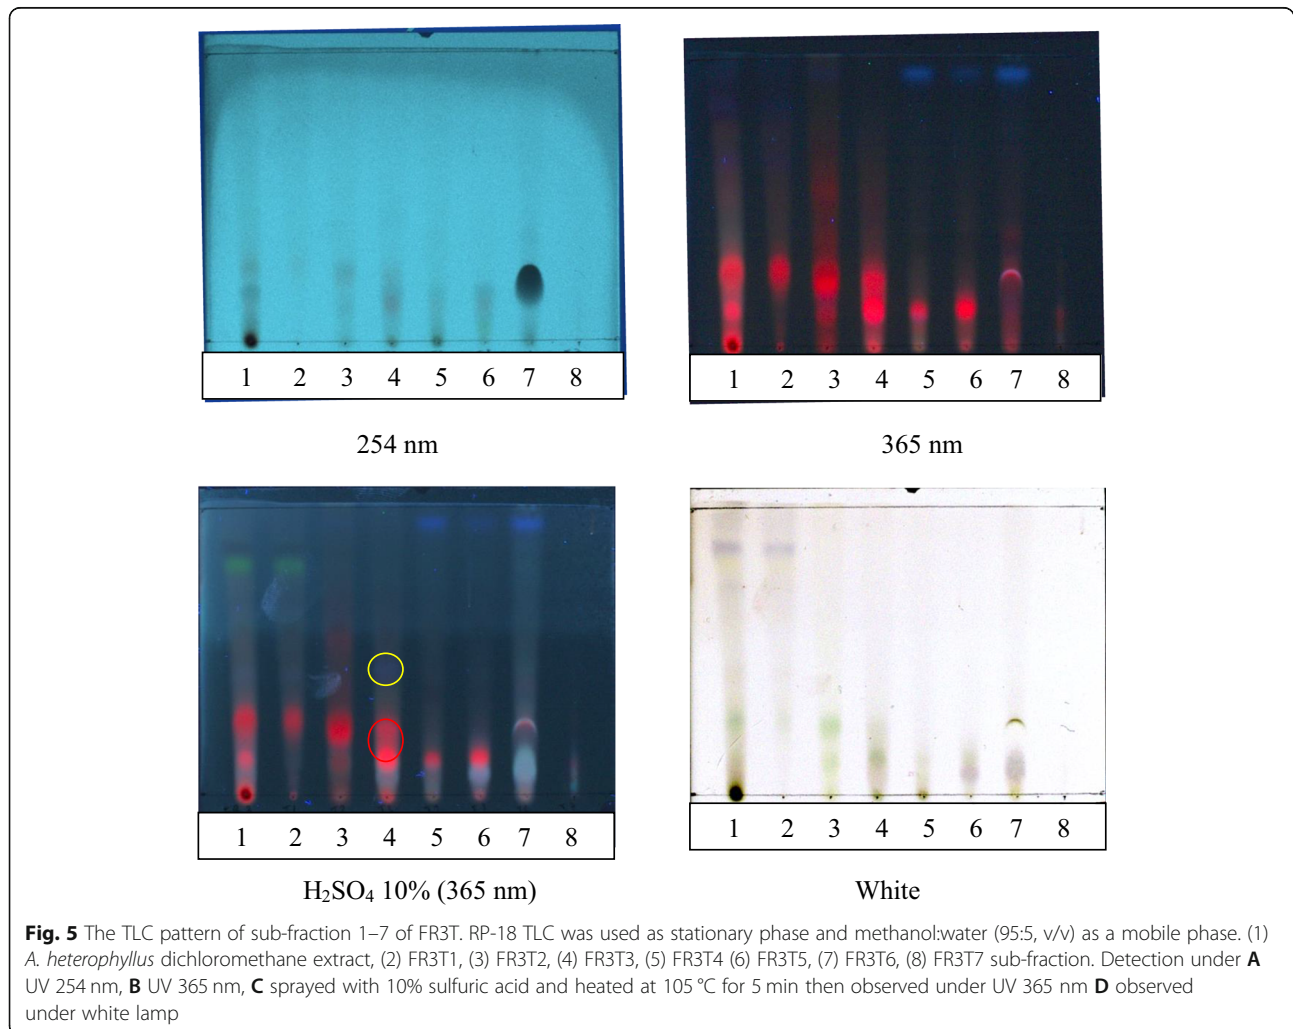 1 2 3 4 5 6 7 8
1 2 3 4 5 6 7 8
254 nm
365 nm
1 2 3 4 5 6 7 8
1 2 3 4 5 6 7 8
H₂SO₄ 10% (365 nm)
White
Fig. 5 The TLC pattern of sub-fraction 1–7 of FR3T. RP-18 TLC was used as stationary phase and methanol:water (95:5, v/v) as a mobile phase. (1)
A. heterophyllus dichloromethane extract, (2) FR3T1, (3) FR3T2, (4) FR3T3, (5) FR3T4 (6) FR3T5, (7) FR3T6, (8) FR3T7 sub-fraction. Detection under A
UV 254 nm, B UV 365 nm, C sprayed with 10% sulfuric acid and heated at 105 °C for 5 min then observed under UV 365 nm D observed
under white lamp